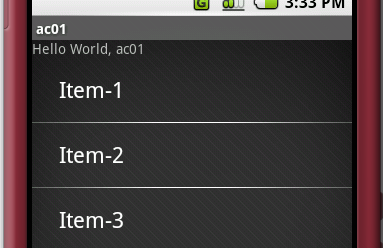 3:33 PM
ac01
Hello World, ac01
Item-1
Item-2
Item-3